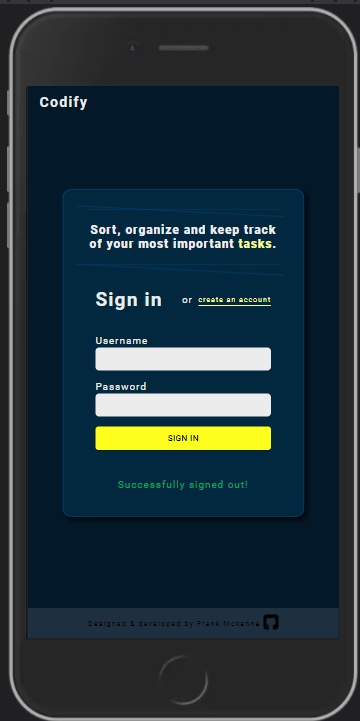 Codify
Sort, organize and keep track
of your most important tasks.
Sign in or create an account
Username
Password
SIGN IN
Successfully signed out!
Designed & developed by Frank McKenna